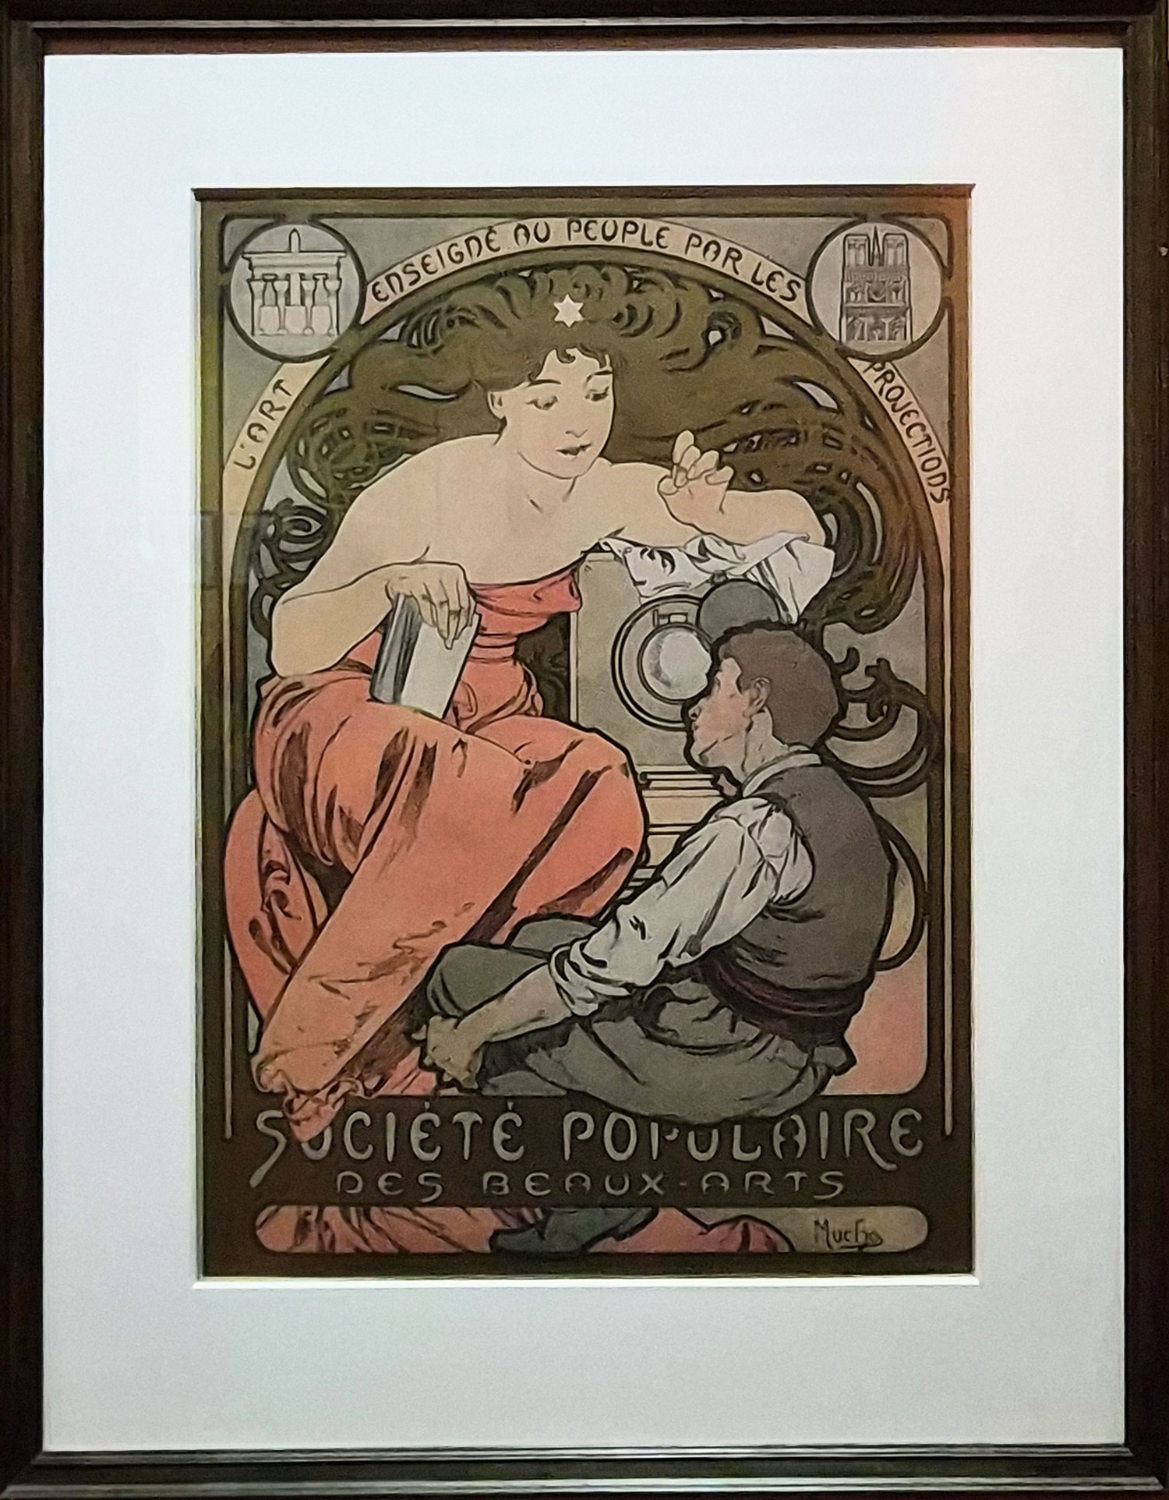 L'ART ENSEIGNÉ AU PEUPLE PAR LES PROJECTIONS
SOCIÉTÉ POPULAIRE
DES BEAUX-ARTS
Mucha